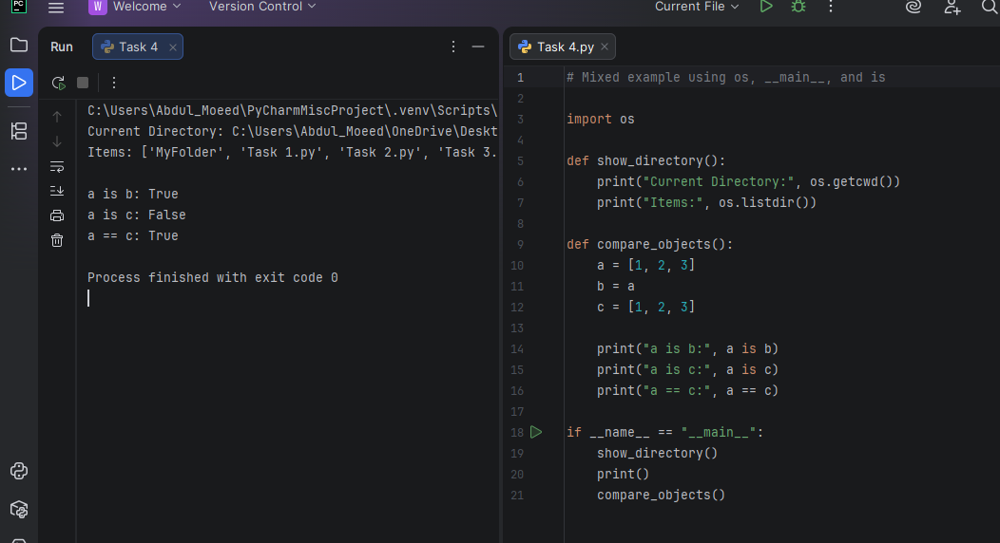 PC
W Welcome
Version Control
Current File
Run
Task 4
C:\Users\Abdul_Moeed\PyCharmMiscProject\.venv\Scripts\
Current Directory: C:\Users\Abdul_Moeed\OneDrive\Deskt
Items: ['MyFolder', 'Task 1.py', 'Task 2.py', 'Task 3.
a is b: True
a is c: False
a == c: True
Process finished with exit code 0
Task 4.py
1 # Mixed example using os, __main__, and is
2
3 import os
4
5 def show_directory():
6     print("Current Directory:", os.getcwd())
7     print("Items:", os.listdir())
8
9 def compare_objects():
10     a = [1, 2, 3]
11     b = a
12     c = [1, 2, 3]
13
14     print("a is b:", a is b)
15     print("a is c:", a is c)
16     print("a == c:", a == c)
17
18 if __name__ == "__main__":
19     show_directory()
20     print()
21     compare_objects()